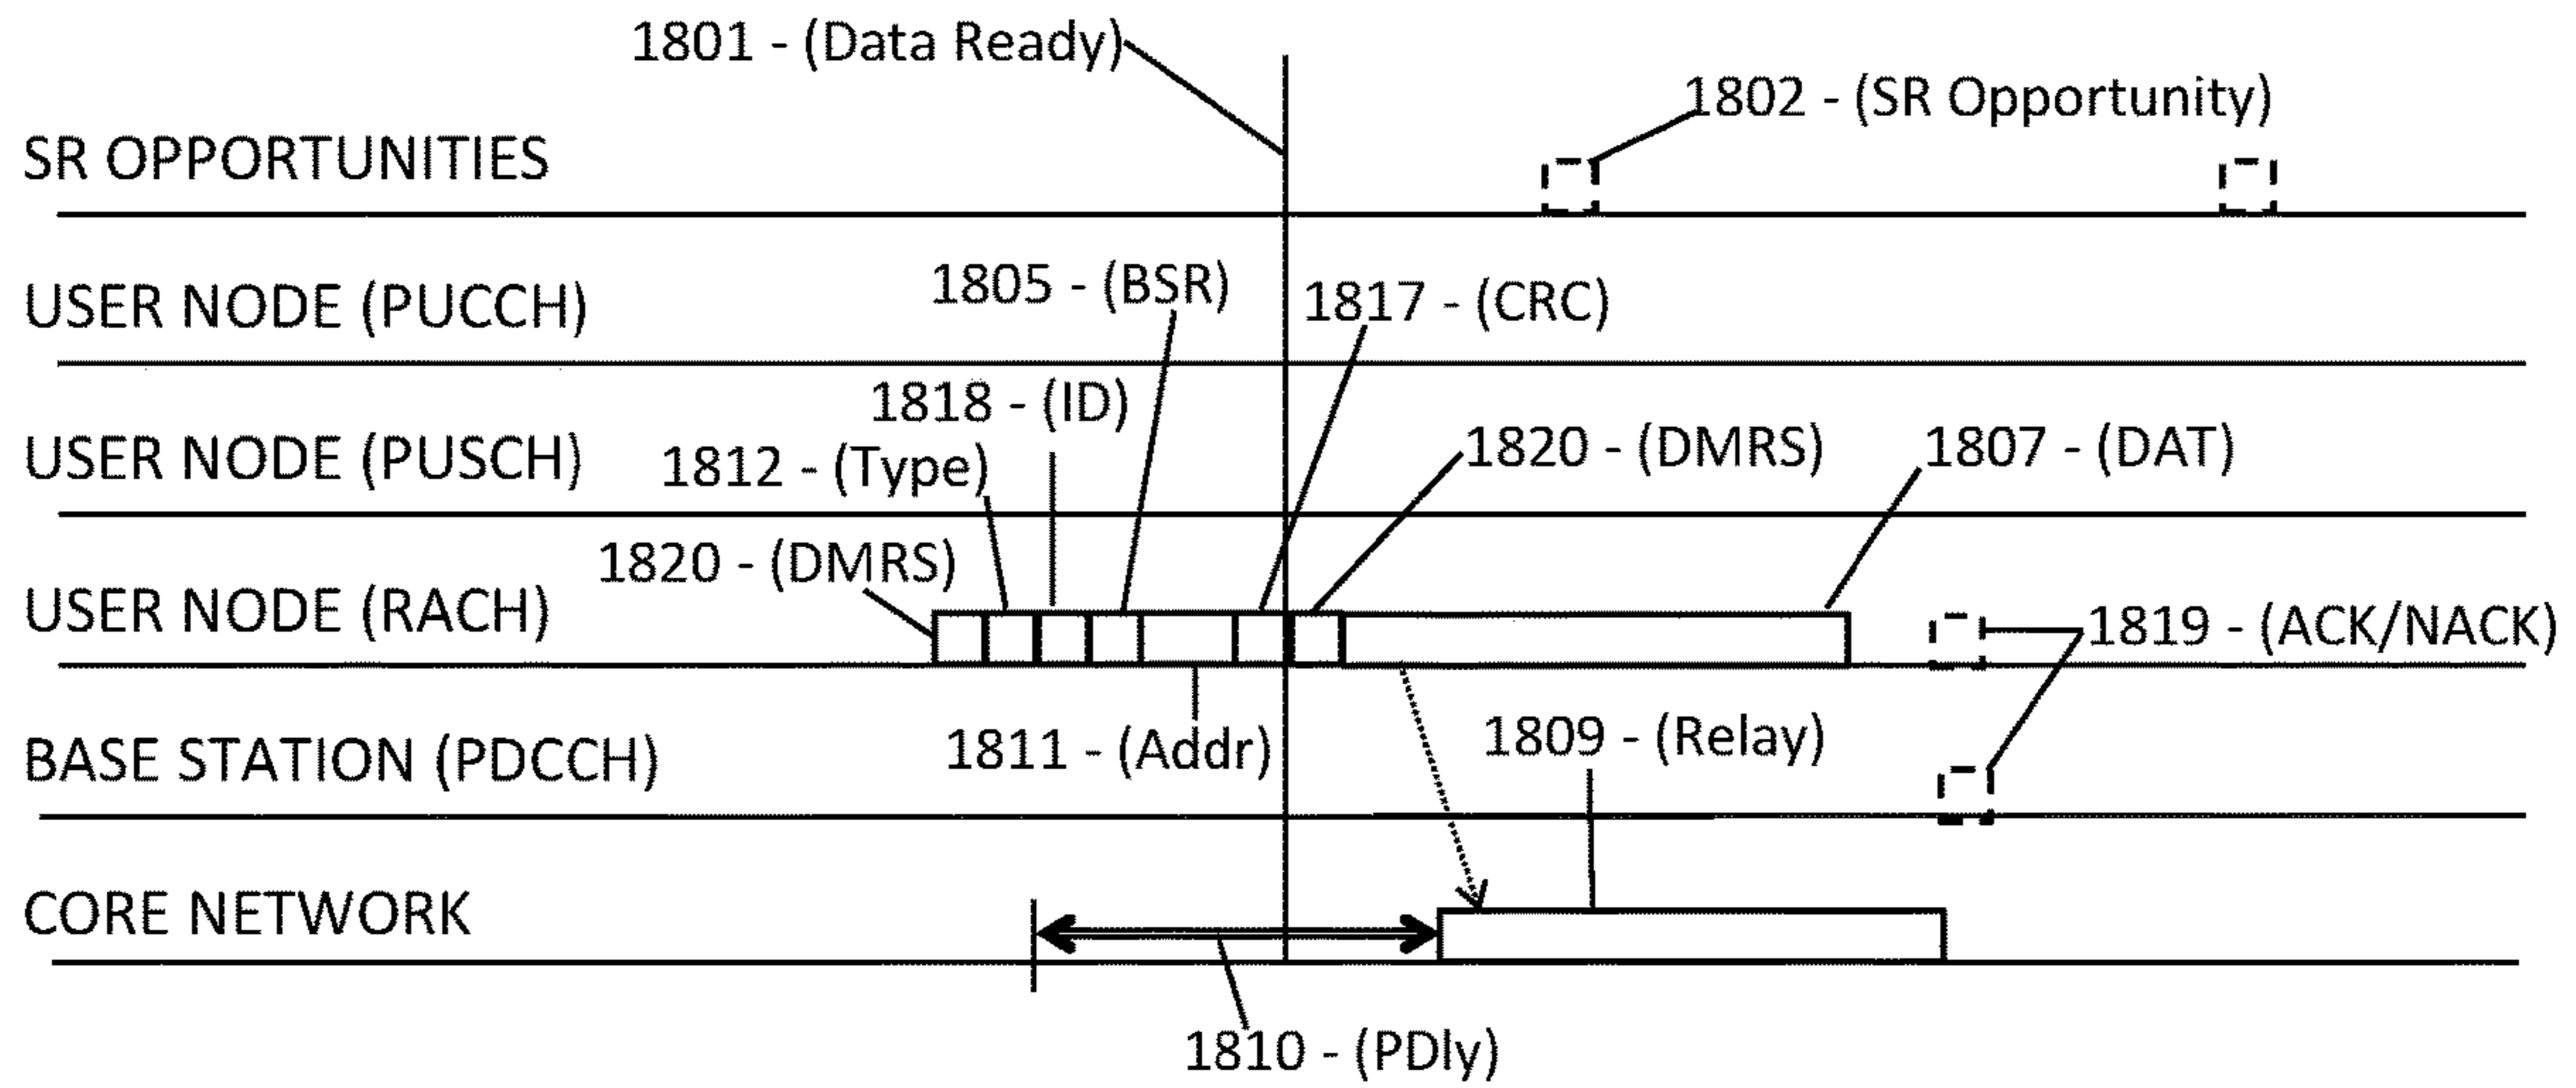 1801 - (Data Ready)
1802 - (SR Opportunity)
SR OPPORTUNITIES
1805 - (BSR)
1817 - (CRC)
USER NODE (PUCCH)
1818 - (ID)
1812 - (Type)
1820 - (DMRS)
1807 - (DAT)
USER NODE (PUSCH)
1820 - (DMRS)
USER NODE (RACH)
1819 - (ACK/NACK)
1811 - (Addr)
1809 - (Relay)
BASE STATION (PDCCH)
CORE NETWORK
1810 - (PDly)